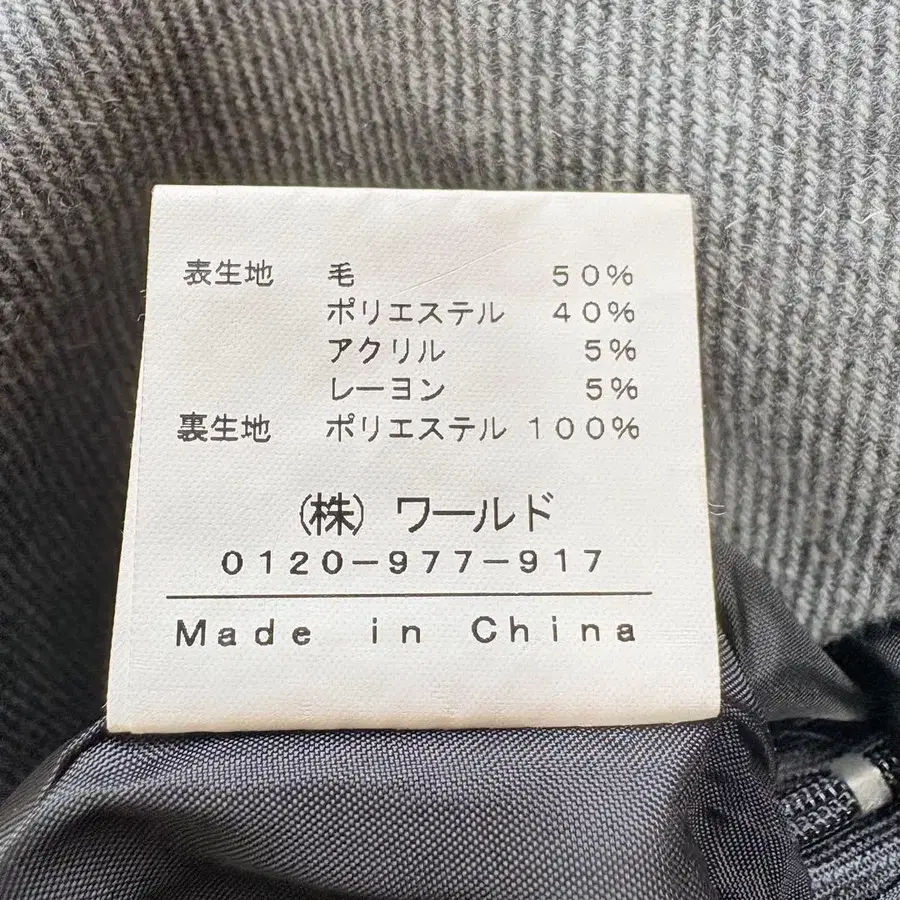 表生地 毛 50%
ポリエステル 40%
アクリル 5%
レーヨン 5%
裏生地 ポリエステル 100%
(株) ワールド
0120-977-917
Made in China